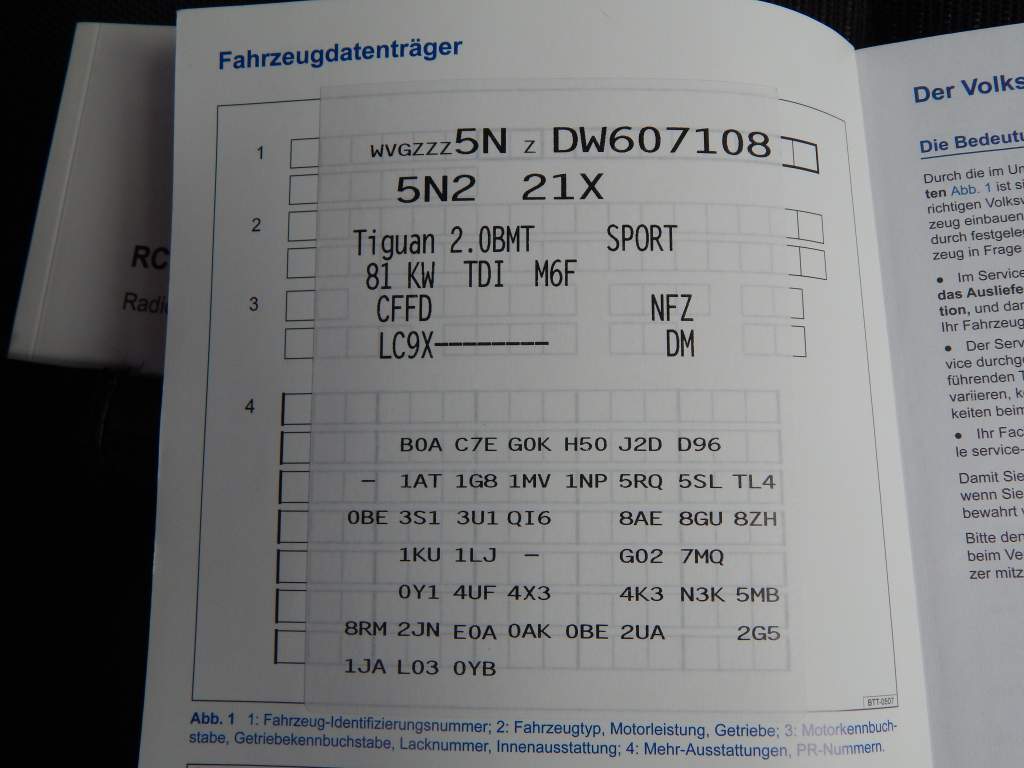 Fahrzeugdatenträger
1 WVGZZZ5N Z DW607108
5N2 21X
2 Tiguan 2.0BMT SPORT
81 KW TDI M6F
3 CFFD NFZ
LC9X-------- DM
4
B0A C7E G0K H50 J2D D96
- 1AT 1G8 1MV 1NP 5RQ 5SL TL4
0BE 3S1 3U1 QI6 8AE 8GU 8ZH
1KU 1LJ - G02 7MQ
0Y1 4UF 4X3 4K3 N3K 5MB
8RM 2JN E0A 0AK 0BE 2UA 2G5
1JA L03 0YB
BTT-0507
Abb. 1 1: Fahrzeug-Identifizierungsnummer; 2: Fahrzeugtyp, Motorleistung, Getriebe; 3: Motorkennbuch-
stabe, Getriebekennbuchstabe, Lacknummer, Innenausstattung; 4: Mehr-Ausstattungen, PR-Nummern.
RC
Radi
Der Volks
Die Bedeutu
Durch die im Un
ten Abb. 1 ist si
richtigen Volksw
zeug einbauen
durch festgeleg
zeug in Frage
• Im Service
das Ausliefe
tion, und dar
Ihr Fahrzeug
• Der Serv
vice durchge
führenden T
variieren, k
keiten beim
• Ihr Fac
le service-
Damit Sie
wenn Sie
bewahrt v
Bitte den
beim Ve
zer mitz